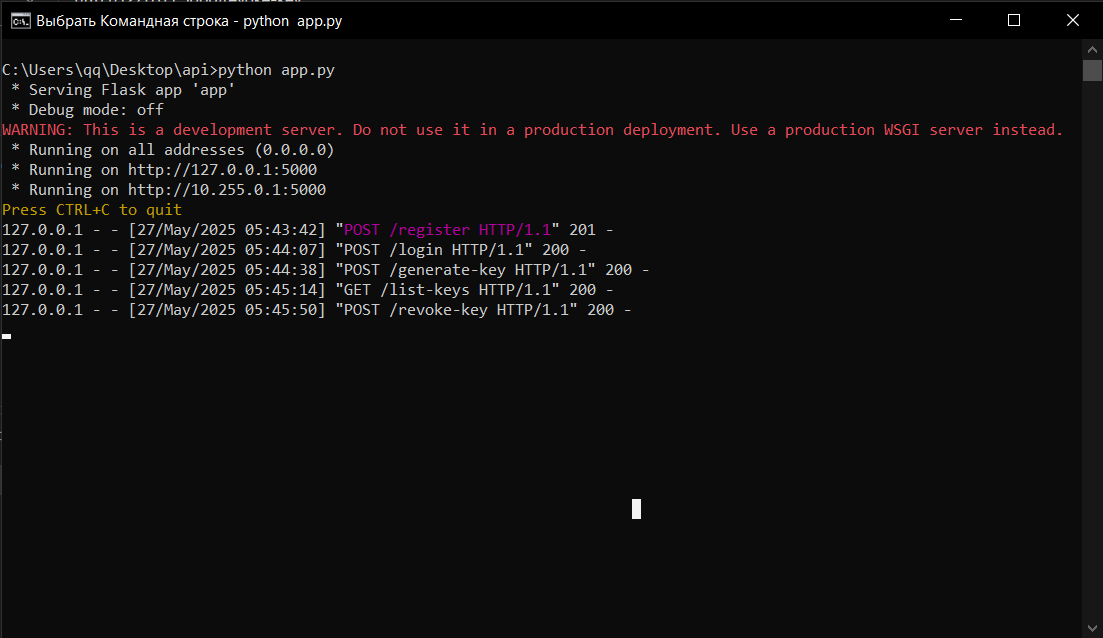 Выбрать Командная строка - python app.py
C:\Users\qq\Desktop\api>python app.py
* Serving Flask app 'app'
* Debug mode: off
WARNING: This is a development server. Do not use it in a production deployment. Use a production WSGI server instead.
* Running on all addresses (0.0.0.0)
* Running on http://127.0.0.1:5000
* Running on http://10.255.0.1:5000
Press CTRL+C to quit
127.0.0.1 - - [27/May/2025 05:43:42] "POST /register HTTP/1.1" 201 -
127.0.0.1 - - [27/May/2025 05:44:07] "POST /login HTTP/1.1" 200 -
127.0.0.1 - - [27/May/2025 05:44:38] "POST /generate-key HTTP/1.1" 200 -
127.0.0.1 - - [27/May/2025 05:45:14] "GET /list-keys HTTP/1.1" 200 -
127.0.0.1 - - [27/May/2025 05:45:50] "POST /revoke-key HTTP/1.1" 200 -